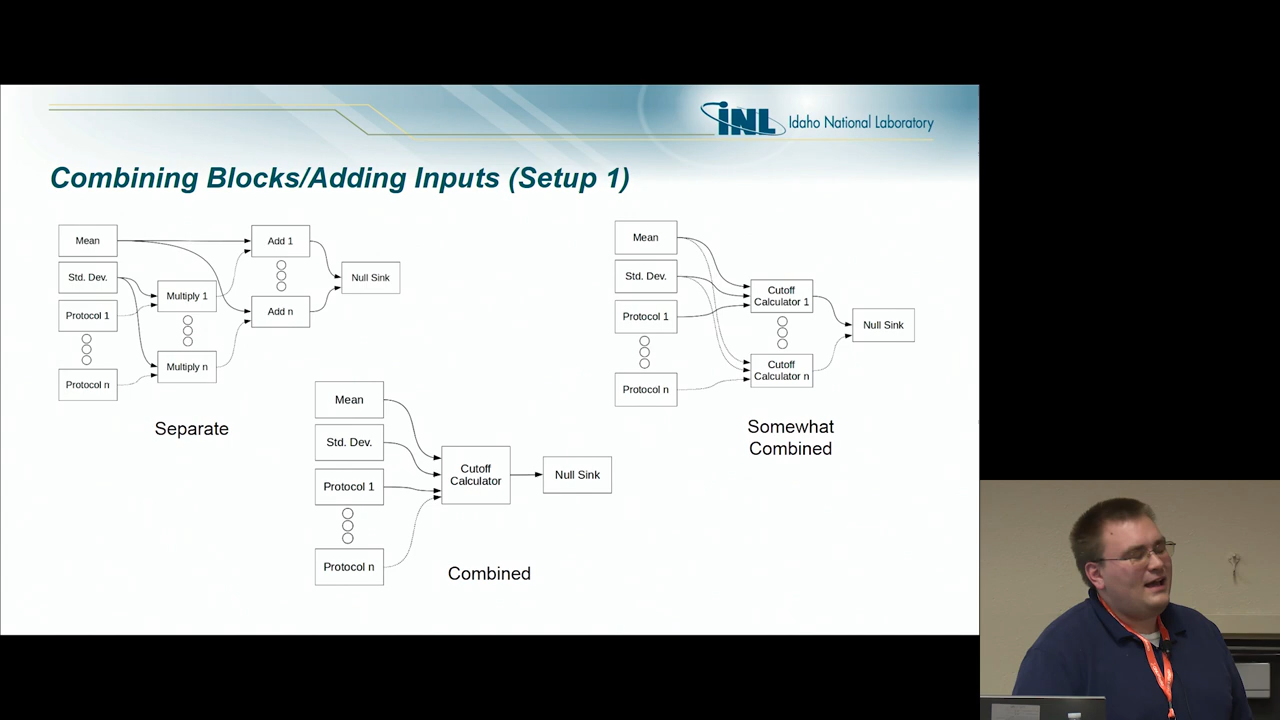 INL Idaho National Laboratory
Combining Blocks/Adding Inputs (Setup 1)
Mean
Std. Dev.
Protocol 1
Protocol n
Multiply 1
Multiply n
Add 1
Add n
Null Sink
Separate
Mean
Std. Dev.
Protocol 1
Protocol n
Cutoff
Calculator
Null Sink
Combined
Mean
Std. Dev.
Protocol 1
Protocol n
Cutoff
Calculator 1
Cutoff
Calculator n
Null Sink
Somewhat
Combined